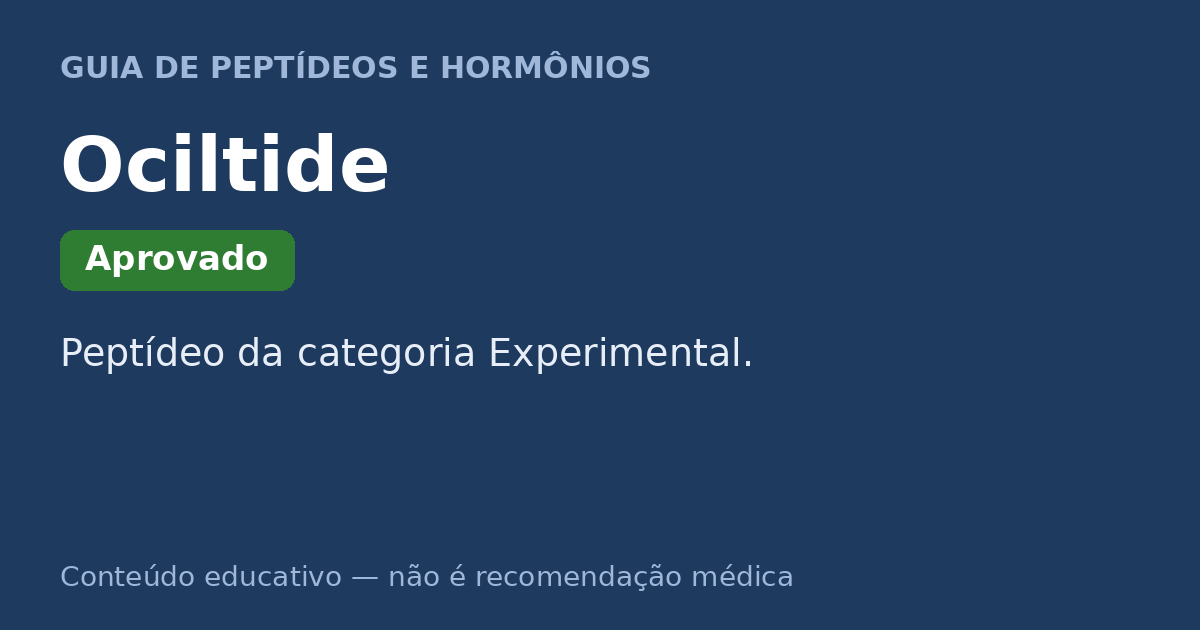 GUIA DE PEPTÍDEOS E HORMÔNIOS
Ociltide
Aprovado
Peptídeo da categoria Experimental.
Conteúdo educativo — não é recomendação médica